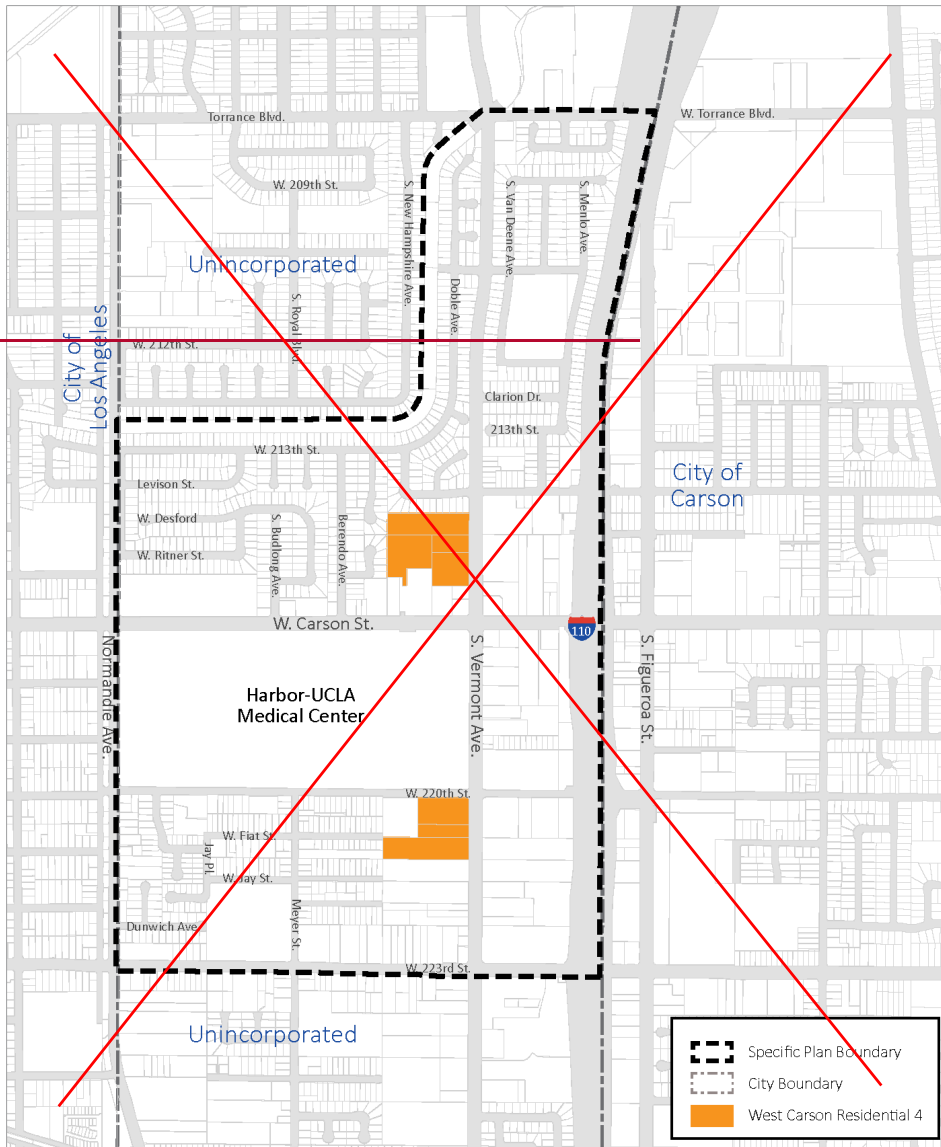 Torrance Blvd.
W. Torrance Blvd.
W. 209th St.
S. New Hampshire Ave.
S. Van Deene Ave.
S. Menlo Ave.
Unincorporated
Doble Ave.
S. Royal Blvd.
W. 212th St.
City of
Los Angeles
Clarion Dr.
213th St.
W. 213th St.
City of
Carson
Levison St.
W. Desford
S. Budlong Ave.
Berendo Ave.
W. Ritner St.
W. Carson St.
110
Normandie Ave.
S. Vermont Ave.
S. Figueroa St.
Harbor-UCLA
Medical Center
W. 220th St.
W. Fiat St.
Jay Pl.
W. Jay St.
Meyer St.
Dunwich Ave.
W. 223rd St.
Unincorporated
Specific Plan Boundary
City Boundary
West Carson Residential 4